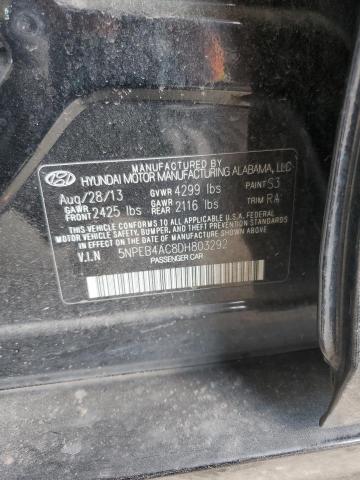 MANUFACTURED BY
HYUNDAI MOTOR MANUFACTURING ALABAMA, LLC
Aug/28/13 GVWR 4299 lbs PAINT S3
GAWR FRONT 2425 lbs GAWR REAR 2116 lbs TRIM RA
THIS VEHICLE CONFORMS TO ALL APPLICABLE U.S. FEDERAL
MOTOR VEHICLE SAFETY, BUMPER, AND THEFT PREVENTION STANDARDS
IN EFFECT ON THE DATE OF MANUFACTURE SHOWN ABOVE.
V.I.N 5NPEB4AC8DH803292
PASSENGER CAR